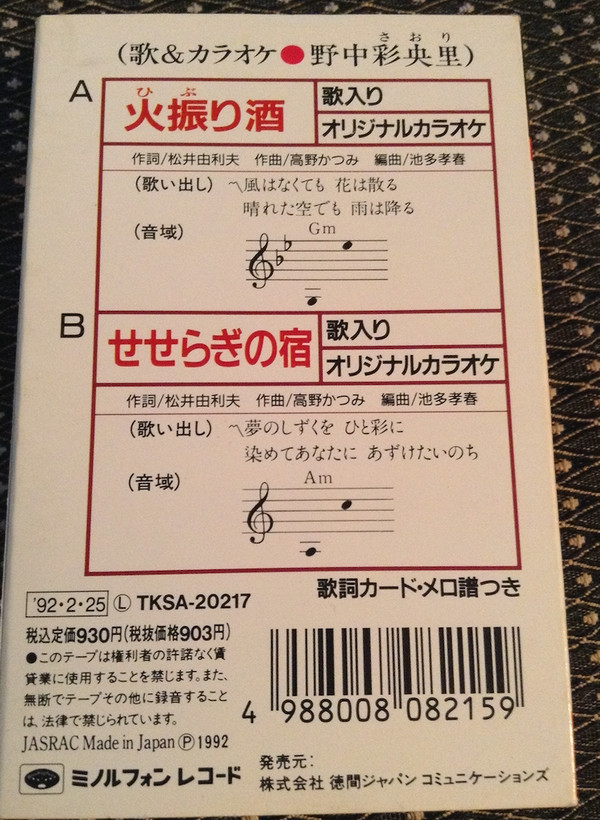 さおり
(歌&カラオケ●野中彩央里)
A
ひぶ
火振り酒
歌入り
オリジナルカラオケ
作詞/松井由利夫 作曲/高野かつみ 編曲/池多孝春
(歌い出し) 〽風はなくても 花は散る
晴れた空でも 雨は降る
(音域)
Gm
B
せせらぎの宿
歌入り
オリジナルカラオケ
作詞/松井由利夫 作曲/高野かつみ 編曲/池多孝春
(歌い出し) 〽夢のしずくを ひと彩に
染めてあなたに あずけたいのち
(音域)
Am
歌詞カード・メロ譜つき
'92・2・25 Ⓛ TKSA-20217
税込定価930円(税抜価格903円)
●このテープは権利者の許諾なく賃
貸業に使用することを禁じます。また、
無断でテープその他に録音すること
は、法律で禁じられています。
JASRAC Made in Japan Ⓟ1992
ミノルフォン レコード
4 988008 082159
発売元:
株式会社 徳間ジャパン コミュニケーションズ